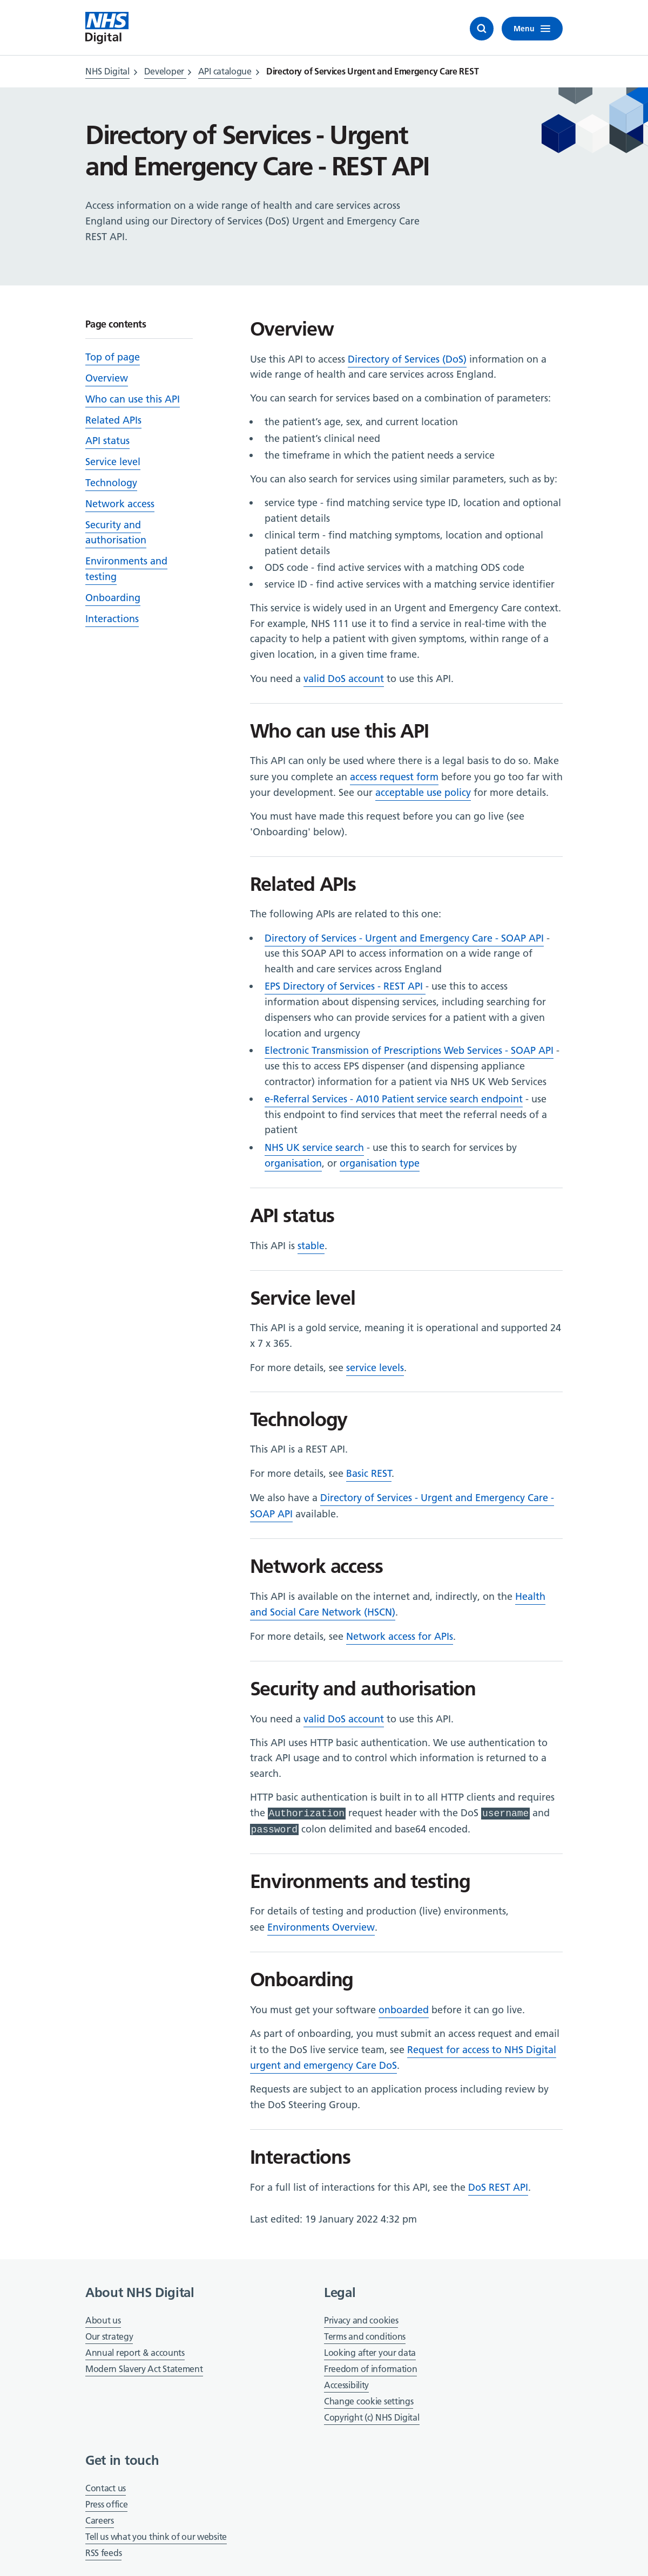 NHS
Digital
Menu
NHS Digital > Developer > API catalogue > Directory of Services Urgent and Emergency Care REST
Directory of Services - Urgent
and Emergency Care - REST API
Access information on a wide range of health and care services across
England using our Directory of Services (DoS) Urgent and Emergency Care
REST API.
Page contents
Top of page
Overview
Who can use this API
Related APIs
API status
Service level
Technology
Network access
Security and
authorisation
Environments and
testing
Onboarding
Interactions
Overview
Use this API to access Directory of Services (DoS) information on a
wide range of health and care services across England.
You can search for services based on a combination of parameters:
• the patient’s age, sex, and current location
• the patient’s clinical need
• the timeframe in which the patient needs a service
You can also search for services using similar parameters, such as by:
• service type - find matching service type ID, location and optional
patient details
• clinical term - find matching symptoms, location and optional
patient details
• ODS code - find active services with a matching ODS code
• service ID - find active services with a matching service identifier
This service is widely used in an Urgent and Emergency Care context.
For example, NHS 111 use it to find a service in real-time with the
capacity to help a patient with given symptoms, within range of a
given location, in a given time frame.
You need a valid DoS account to use this API.
Who can use this API
This API can only be used where there is a legal basis to do so. Make
sure you complete an access request form before you go too far with
your development. See our acceptable use policy for more details.
You must have made this request before you can go live (see
'Onboarding' below).
Related APIs
The following APIs are related to this one:
• Directory of Services - Urgent and Emergency Care - SOAP API -
use this SOAP API to access information on a wide range of
health and care services across England
• EPS Directory of Services - REST API - use this to access
information about dispensing services, including searching for
dispensers who can provide services for a patient with a given
location and urgency
• Electronic Transmission of Prescriptions Web Services - SOAP API -
use this to access EPS dispenser (and dispensing appliance
contractor) information for a patient via NHS UK Web Services
• e-Referral Services - A010 Patient service search endpoint - use
this endpoint to find services that meet the referral needs of a
patient
• NHS UK service search - use this to search for services by
organisation, or organisation type
API status
This API is stable.
Service level
This API is a gold service, meaning it is operational and supported 24
x 7 x 365.
For more details, see service levels.
Technology
This API is a REST API.
For more details, see Basic REST.
We also have a Directory of Services - Urgent and Emergency Care -
SOAP API available.
Network access
This API is available on the internet and, indirectly, on the Health
and Social Care Network (HSCN).
For more details, see Network access for APIs.
Security and authorisation
You need a valid DoS account to use this API.
This API uses HTTP basic authentication. We use authentication to
track API usage and to control which information is returned to a
search.
HTTP basic authentication is built in to all HTTP clients and requires
the Authorization request header with the DoS username and
password colon delimited and base64 encoded.
Environments and testing
For details of testing and production (live) environments,
see Environments Overview.
Onboarding
You must get your software onboarded before it can go live.
As part of onboarding, you must submit an access request and email
it to the DoS live service team, see Request for access to NHS Digital
urgent and emergency Care DoS.
Requests are subject to an application process including review by
the DoS Steering Group.
Interactions
For a full list of interactions for this API, see the DoS REST API.
Last edited: 19 January 2022 4:32 pm
About NHS Digital
About us
Our strategy
Annual report & accounts
Modern Slavery Act Statement
Legal
Privacy and cookies
Terms and conditions
Looking after your data
Freedom of information
Accessibility
Change cookie settings
Copyright (c) NHS Digital
Get in touch
Contact us
Press office
Careers
Tell us what you think of our website
RSS feeds